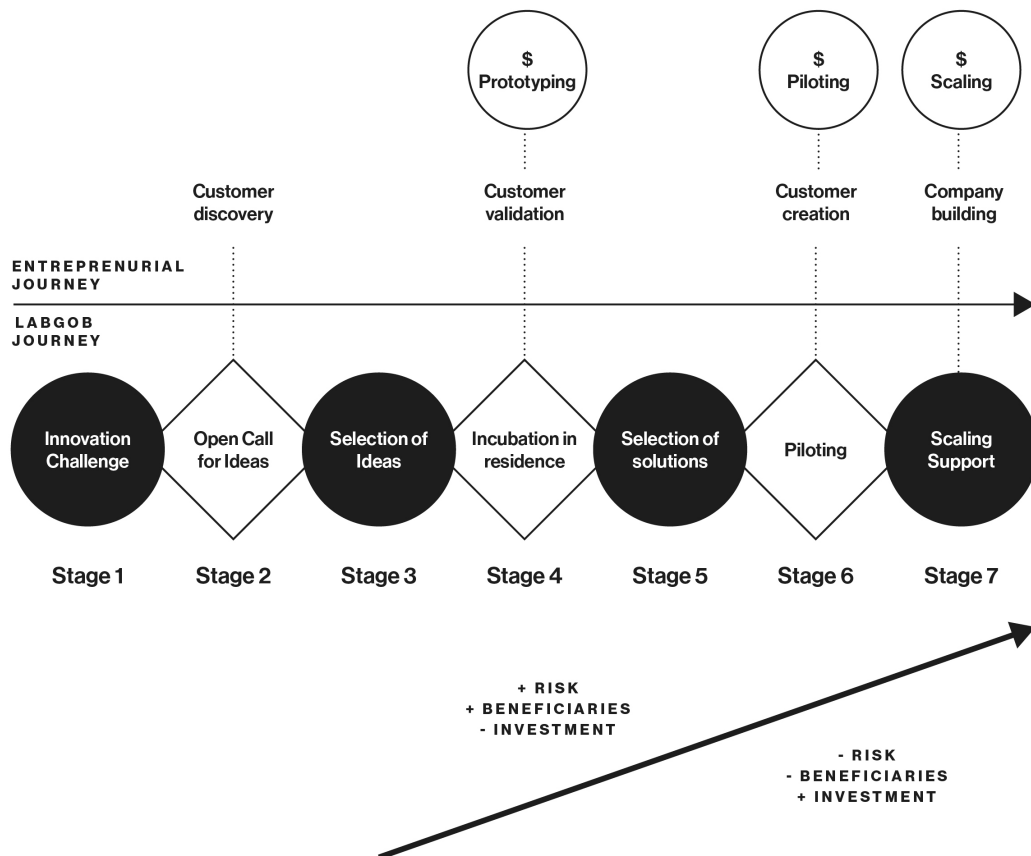 $
Prototyping
$
Piloting
$
Scaling
Customer
discovery
Customer
validation
Customer
creation
Company
building
ENTREPRENURIAL
JOURNEY
LABGOB
JOURNEY
Innovation
Challenge
Open Call
for Ideas
Selection of
Ideas
Incubation in
residence
Selection of
solutions
Piloting
Scaling
Support
Stage 1
Stage 2
Stage 3
Stage 4
Stage 5
Stage 6
Stage 7
+ RISK
+ BENEFICIARIES
- INVESTMENT
- RISK
- BENEFICIARIES
+ INVESTMENT